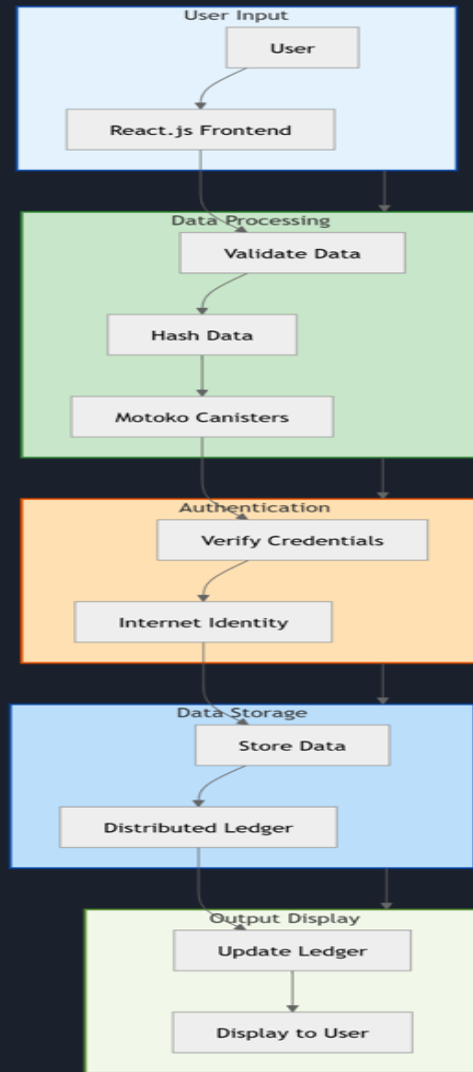 User Input
User
React.js Frontend
Data Processing
Validate Data
Hash Data
Motoko Canisters
Authentication
Verify Credentials
Internet Identity
Data Storage
Store Data
Distributed Ledger
Output Display
Update Ledger
Display to User